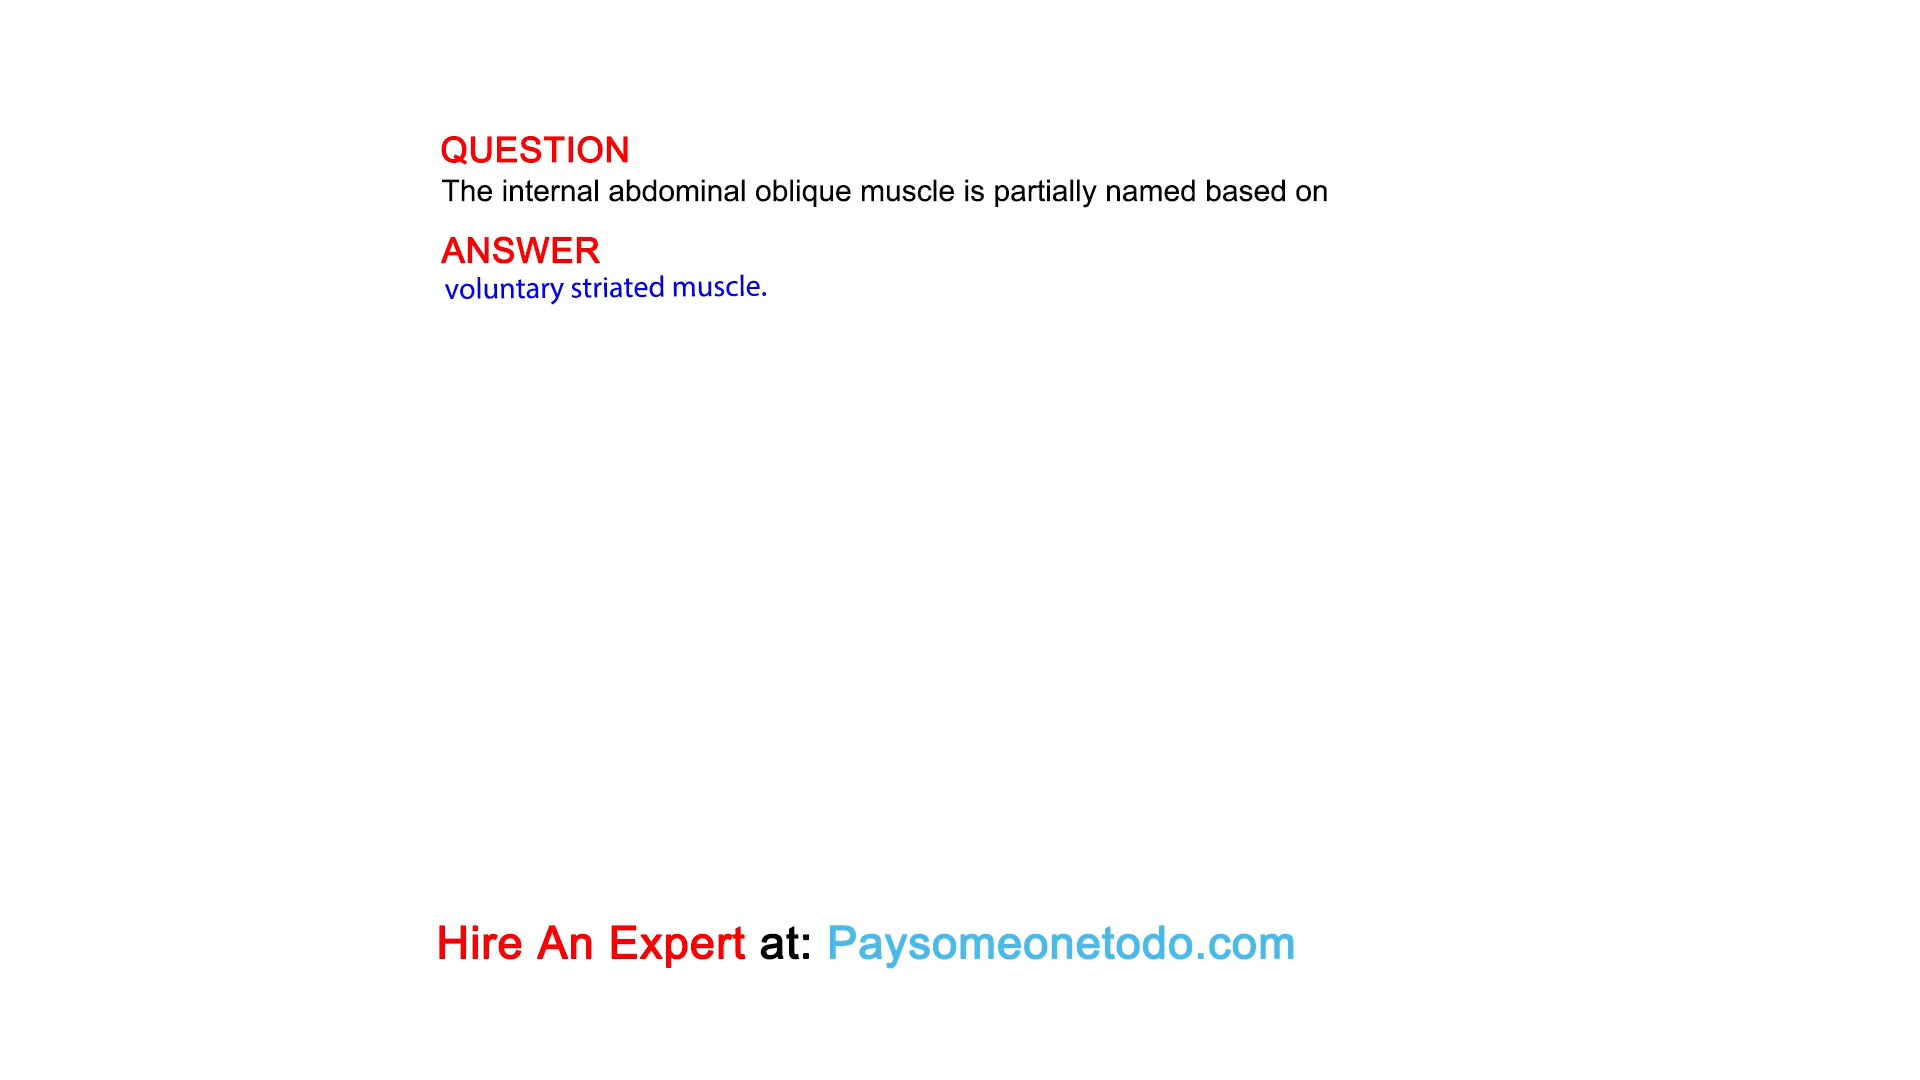 QUESTION
The internal abdominal oblique muscle is partially named based on
ANSWER
voluntary striated muscle.
Hire An Expert at: Paysomeonetodo.com